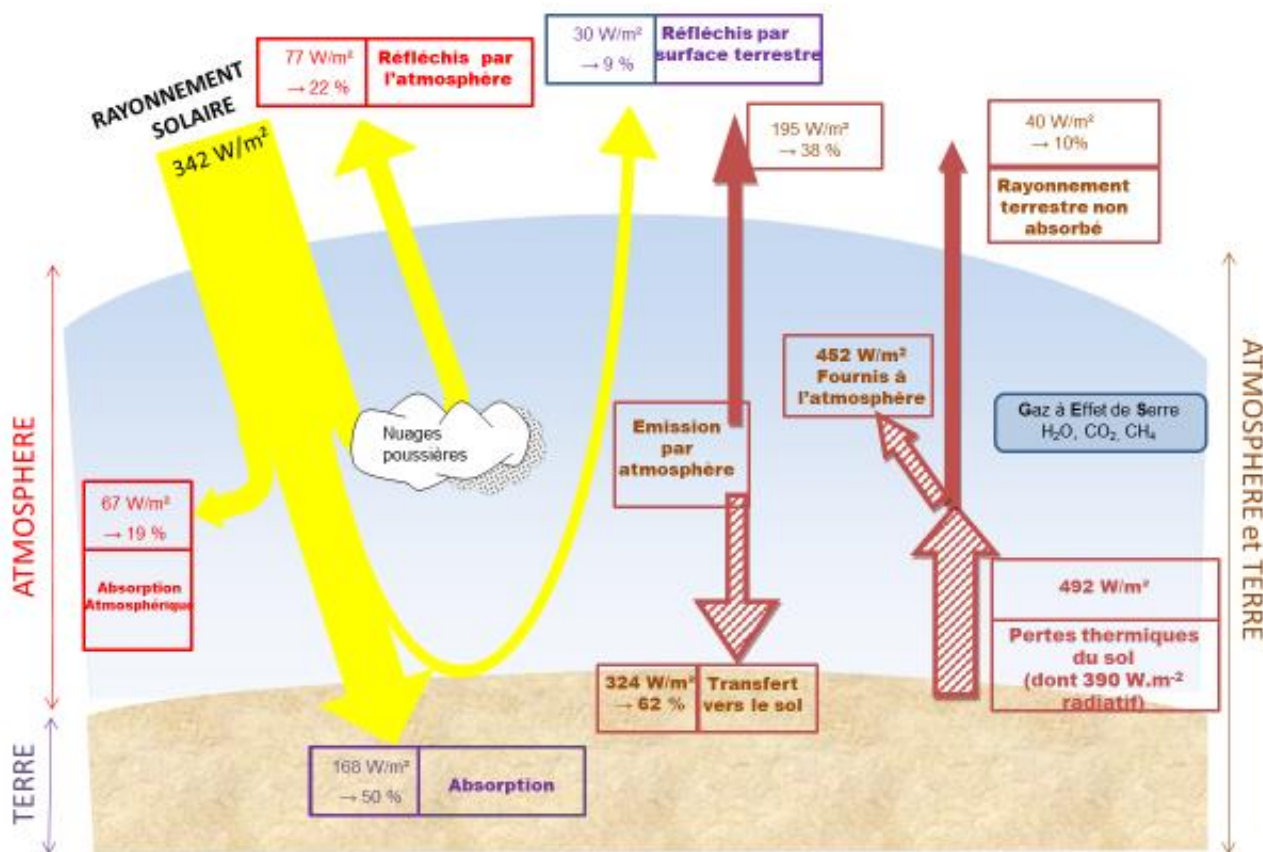 RAYONNEMENT
SOLAIRE
342 W/m²
77 W/m²
→ 22 %
Réfléchis par
l'atmosphère
30 W/m²
→ 9 %
Réfléchis par
surface terrestre
195 W/m²
→ 38 %
40 W/m²
→ 10%
Rayonnement
terrestre non
absorbé
ATMOSPHERE
TERRE
ATMOSPHERE et TERRE
Nuages
poussières
452 W/m²
Fournis à
l'atmosphère
Gaz à Effet de Serre
H₂O, CO₂, CH₄
Emission
par
atmosphère
67 W/m²
→ 19 %
Absorption
Atmosphérique
492 W/m²
Pertes thermiques
du sol
(dont 390 W.m⁻²
radiatif)
324 W/m²
→ 62 %
Transfert
vers le sol
168 W/m²
→ 50 %
Absorption